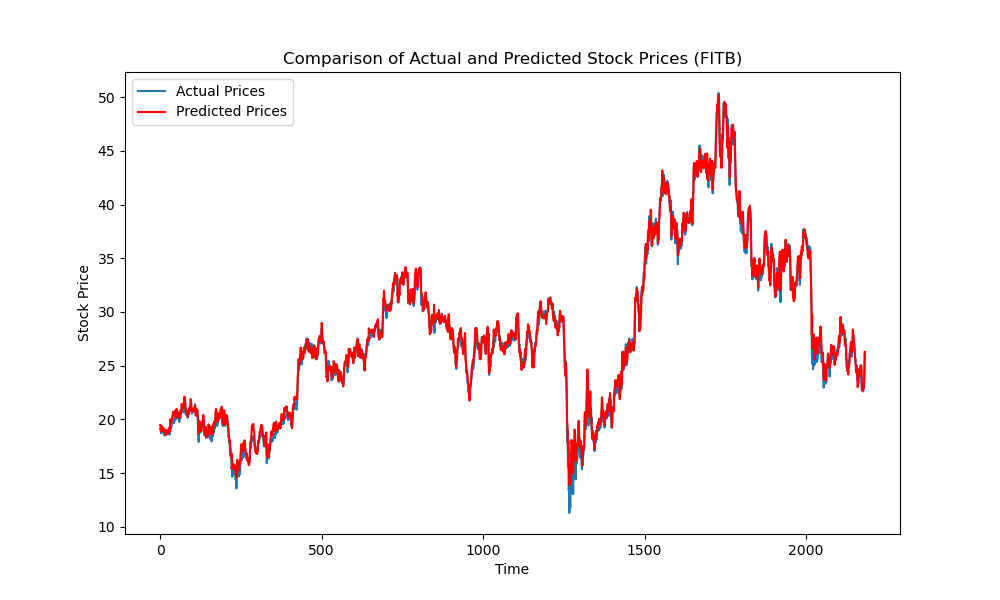 Comparison of Actual and Predicted Stock Prices (FITB)
Actual Prices
Predicted Prices
50
45
40
35
30
25
20
15
10
Stock Price
0 500 1000 1500 2000
Time